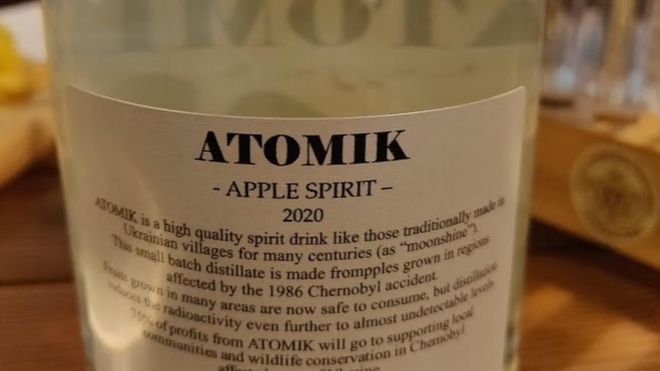 ATOMIK
- APPLE SPIRIT –
2020
ATOMIK is a high quality spirit drink like those traditionally made in
Ukrainian villages for many centuries (as “moonshine”).
This small batch distillate is made frompples grown in regions
affected by the 1986 Chernobyl accident.
Fruits grown in many areas are now safe to consume, but distillation
reduces the radioactivity even further to almost undetectable levels
75% of profits from ATOMIK will go to supporting local
communities and wildlife conservation in Chernobyl